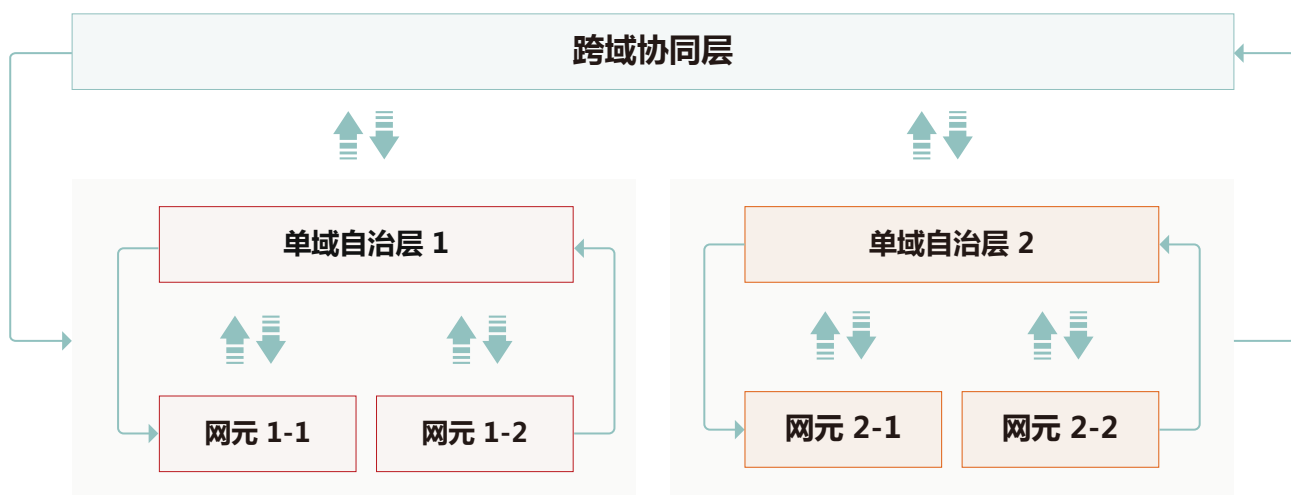 跨域协同层
单域自治层 1
单域自治层 2
网元 1-1
网元 1-2
网元 2-1
网元 2-2